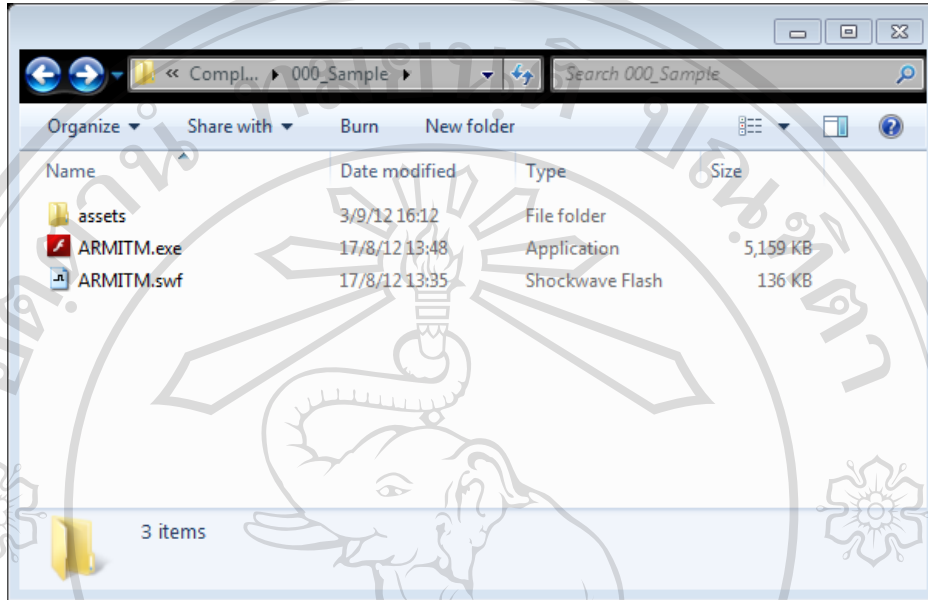 « Compl... ▸ 000_Sample ▸ Search 000_Sample
Organize ▾ Share with ▾ Burn New folder
Name Date modified Type Size
assets 3/9/12 16:12 File folder
ARMITM.exe 17/8/12 13:48 Application 5,159 KB
ARMITM.swf 17/8/12 13:35 Shockwave Flash 136 KB
3 items